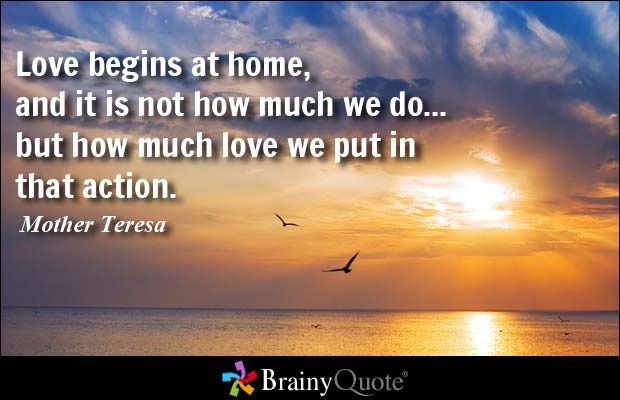 Love begins at home,
and it is not how much we do...
but how much love we put in
that action.
Mother Teresa
BrainyQuote®